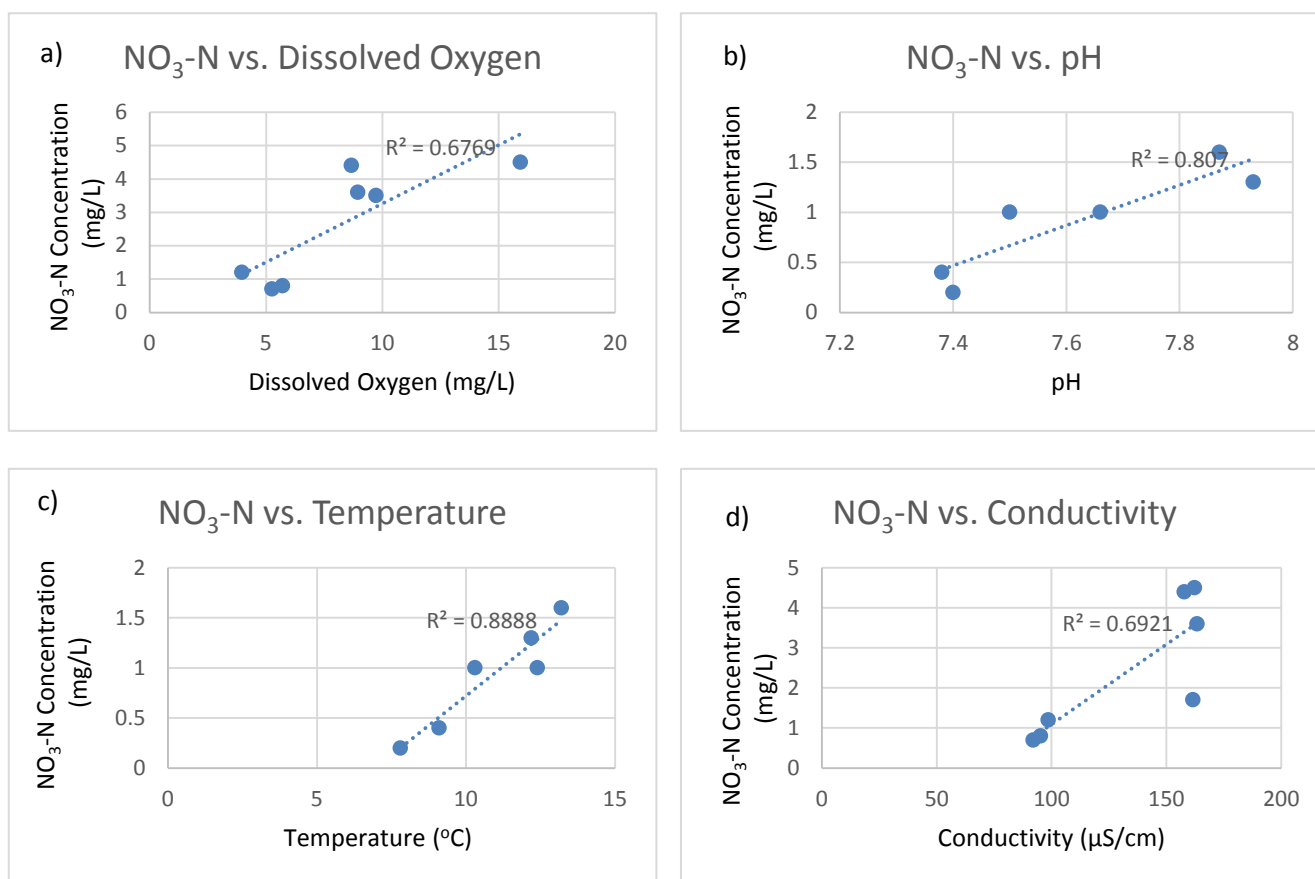 a)
NO₃-N vs. Dissolved Oxygen
NO₃-N Concentration
(mg/L)
6
5
4
3
2
1
0
R² = 0.6769
0 5 10 15 20
Dissolved Oxygen (mg/L)
b)
NO₃-N vs. pH
NO₃-N Concentration
(mg/L)
2
1.5
1
0.5
0
R² = 0.807
7.2 7.4 7.6 7.8 8
pH
c)
NO₃-N vs. Temperature
NO₃-N Concentration
(mg/L)
2
1.5
1
0.5
0
R² = 0.8888
0 5 10 15
Temperature (ᵒC)
d)
NO₃-N vs. Conductivity
NO₃-N Concentration
(mg/L)
5
4
3
2
1
0
R² = 0.6921
0 50 100 150 200
Conductivity (µS/cm)